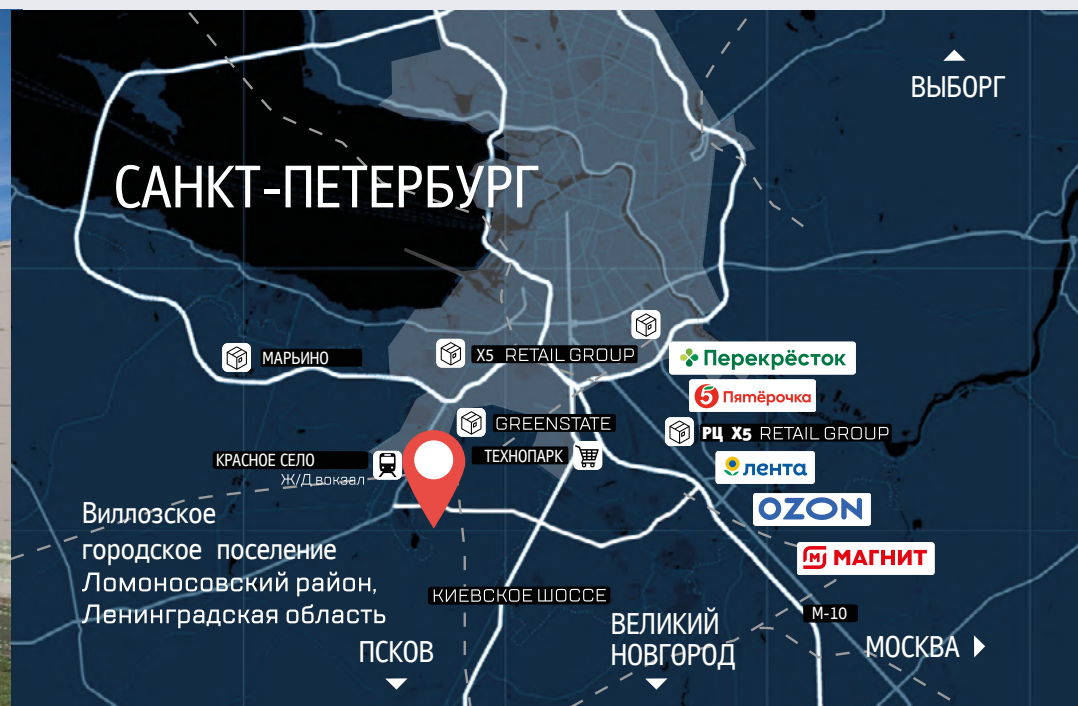 ВЫБОРГ
САНКТ-ПЕТЕРБУРГ
МАРЬИНО
X5 RETAIL GROUP
Перекрёсток
5 Пятёрочка
GREENSTATE
РЦ X5 RETAIL GROUP
ТЕХНОПАРК
КРАСНОЕ СЕЛО
Ж/Д вокзал
лента
OZON
Виллозское
городское поселение
Ломоносовский район,
Ленинградская область
М МАГНИТ
КИЕВСКОЕ ШОССЕ
М-10
ВЕЛИКИЙ
НОВГОРОД
ПСКОВ
МОСКВА